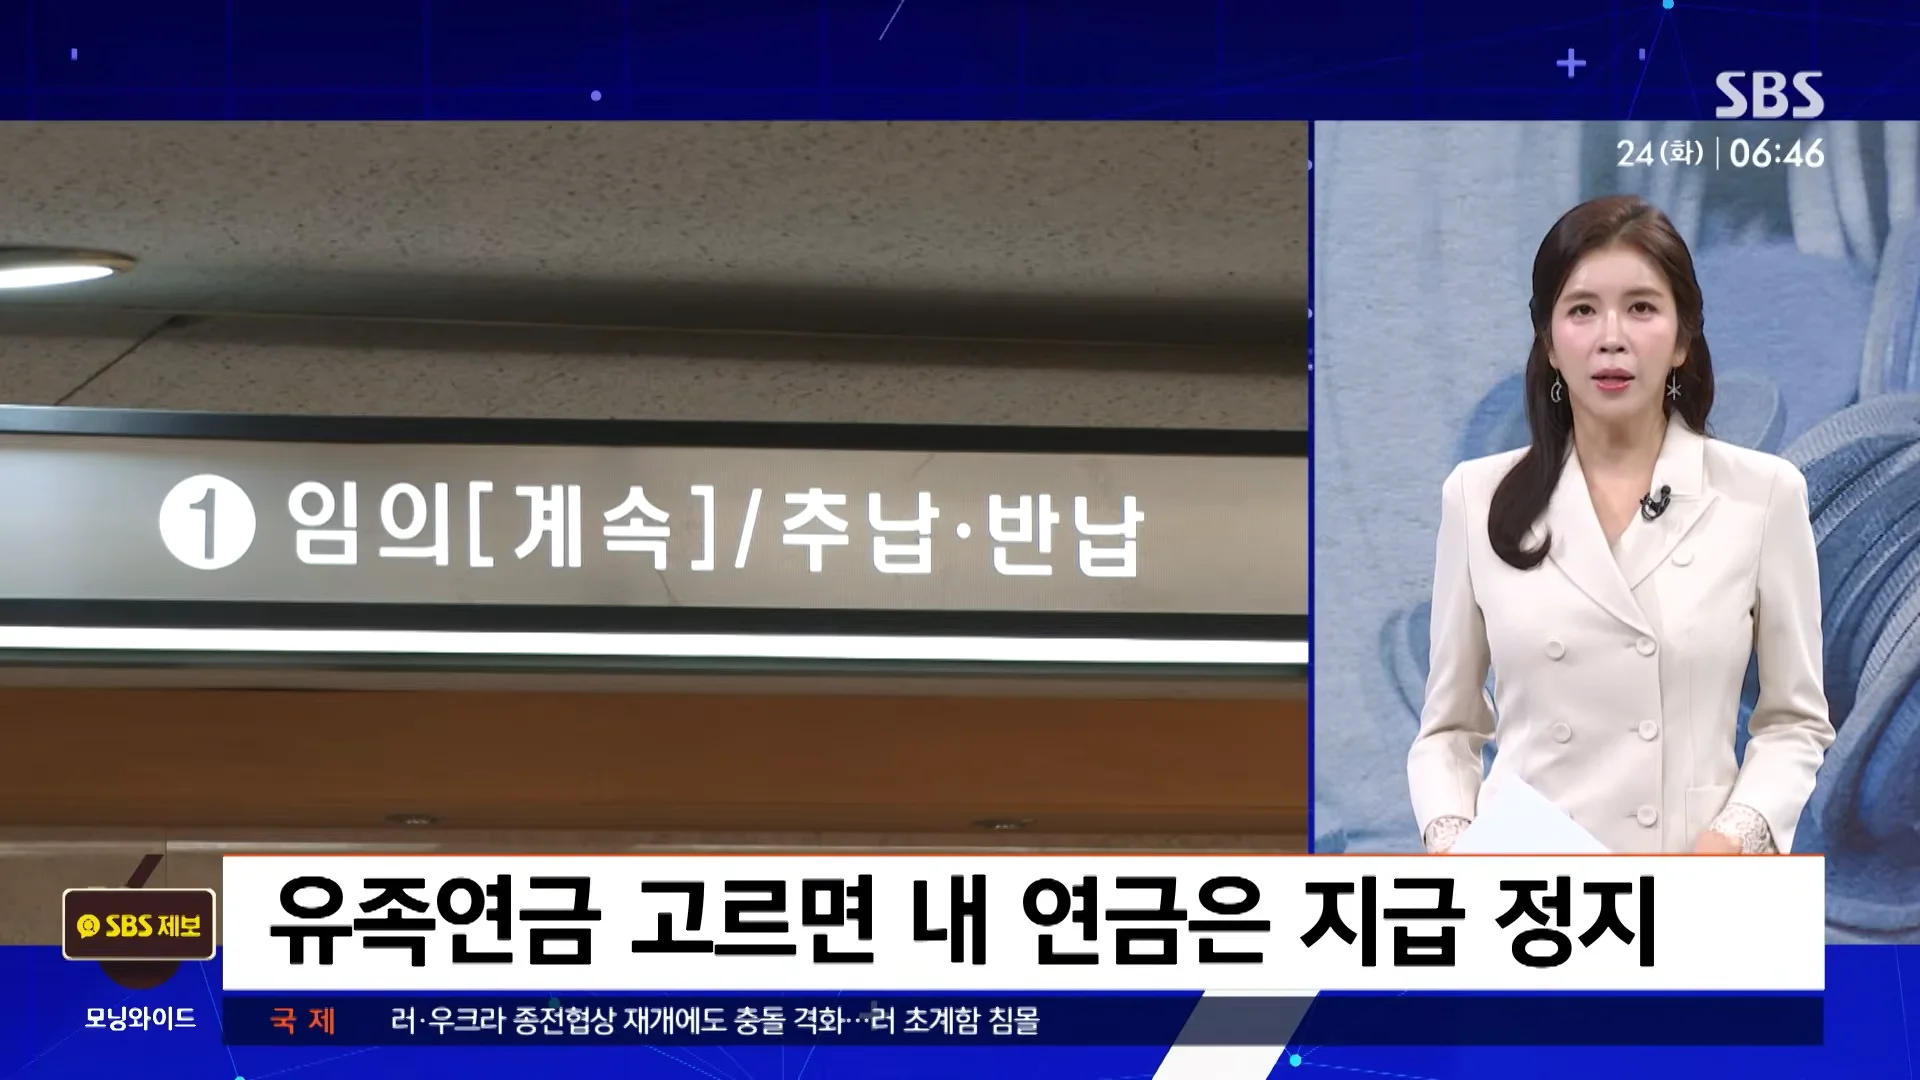 SBS
24(화) | 06:46
1 임의[계속]/추납·반납
SBS 제보
유족연금 고르면 내 연금은 지급 정지
모닝와이드
국제 러·우크라 종전협상 재개에도 충돌 격화…러 초계함 침몰